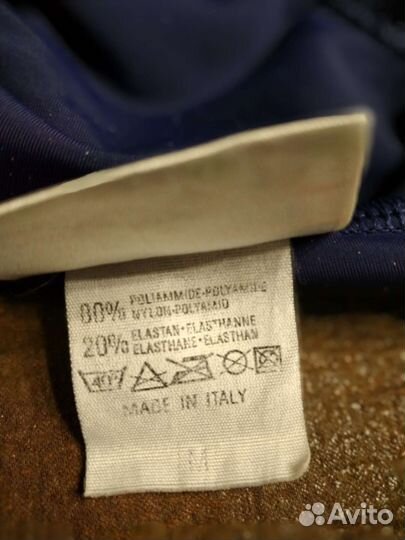 80% POLIAMMIDE-POLYAMIDE
NYLON-POLYAMID
20% ELASTAN-ELASTHANNE
ELASTHANE-ELASTHAN
40°
MADE IN ITALY
M
Avito